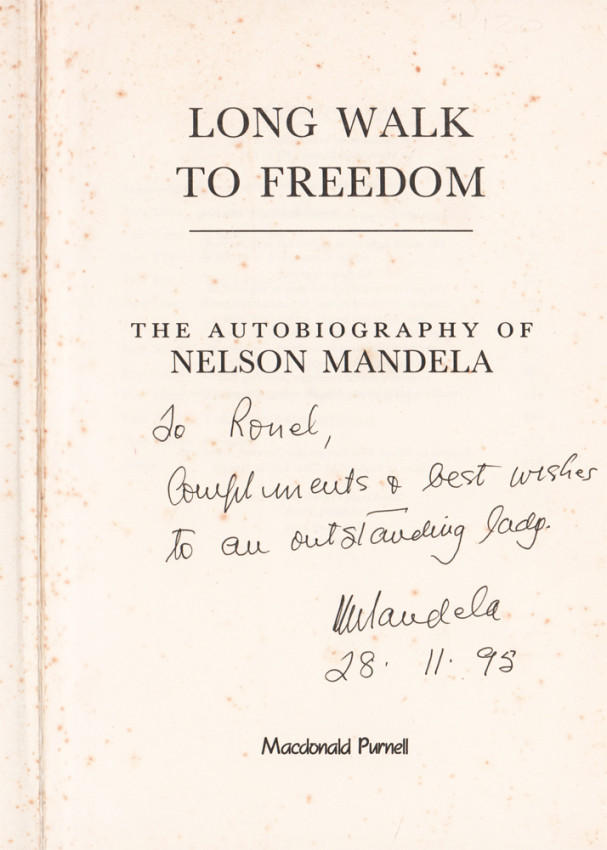 LONG WALK
TO FREEDOM
THE AUTOBIOGRAPHY OF
NELSON MANDELA
To Ronel,
Compliments & best wishes
to an outstanding lady.
NMandela
28. 11. 95
Macdonald Purnell